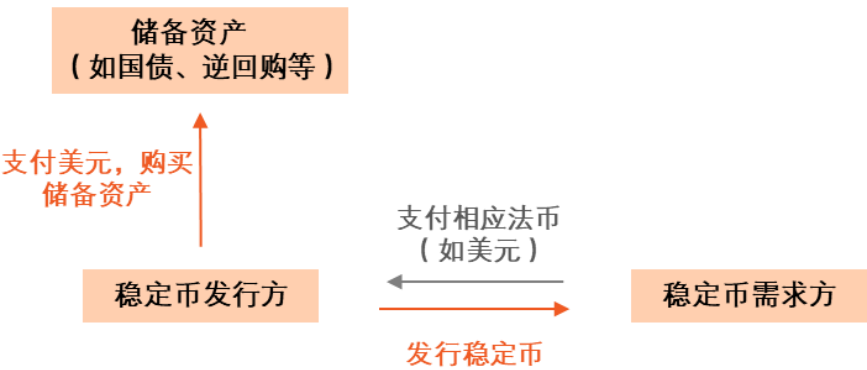 储备资产
（如国债、逆回购等）
支付美元，购买
储备资产
支付相应法币
（如美元）
稳定币发行方
稳定币需求方
发行稳定币